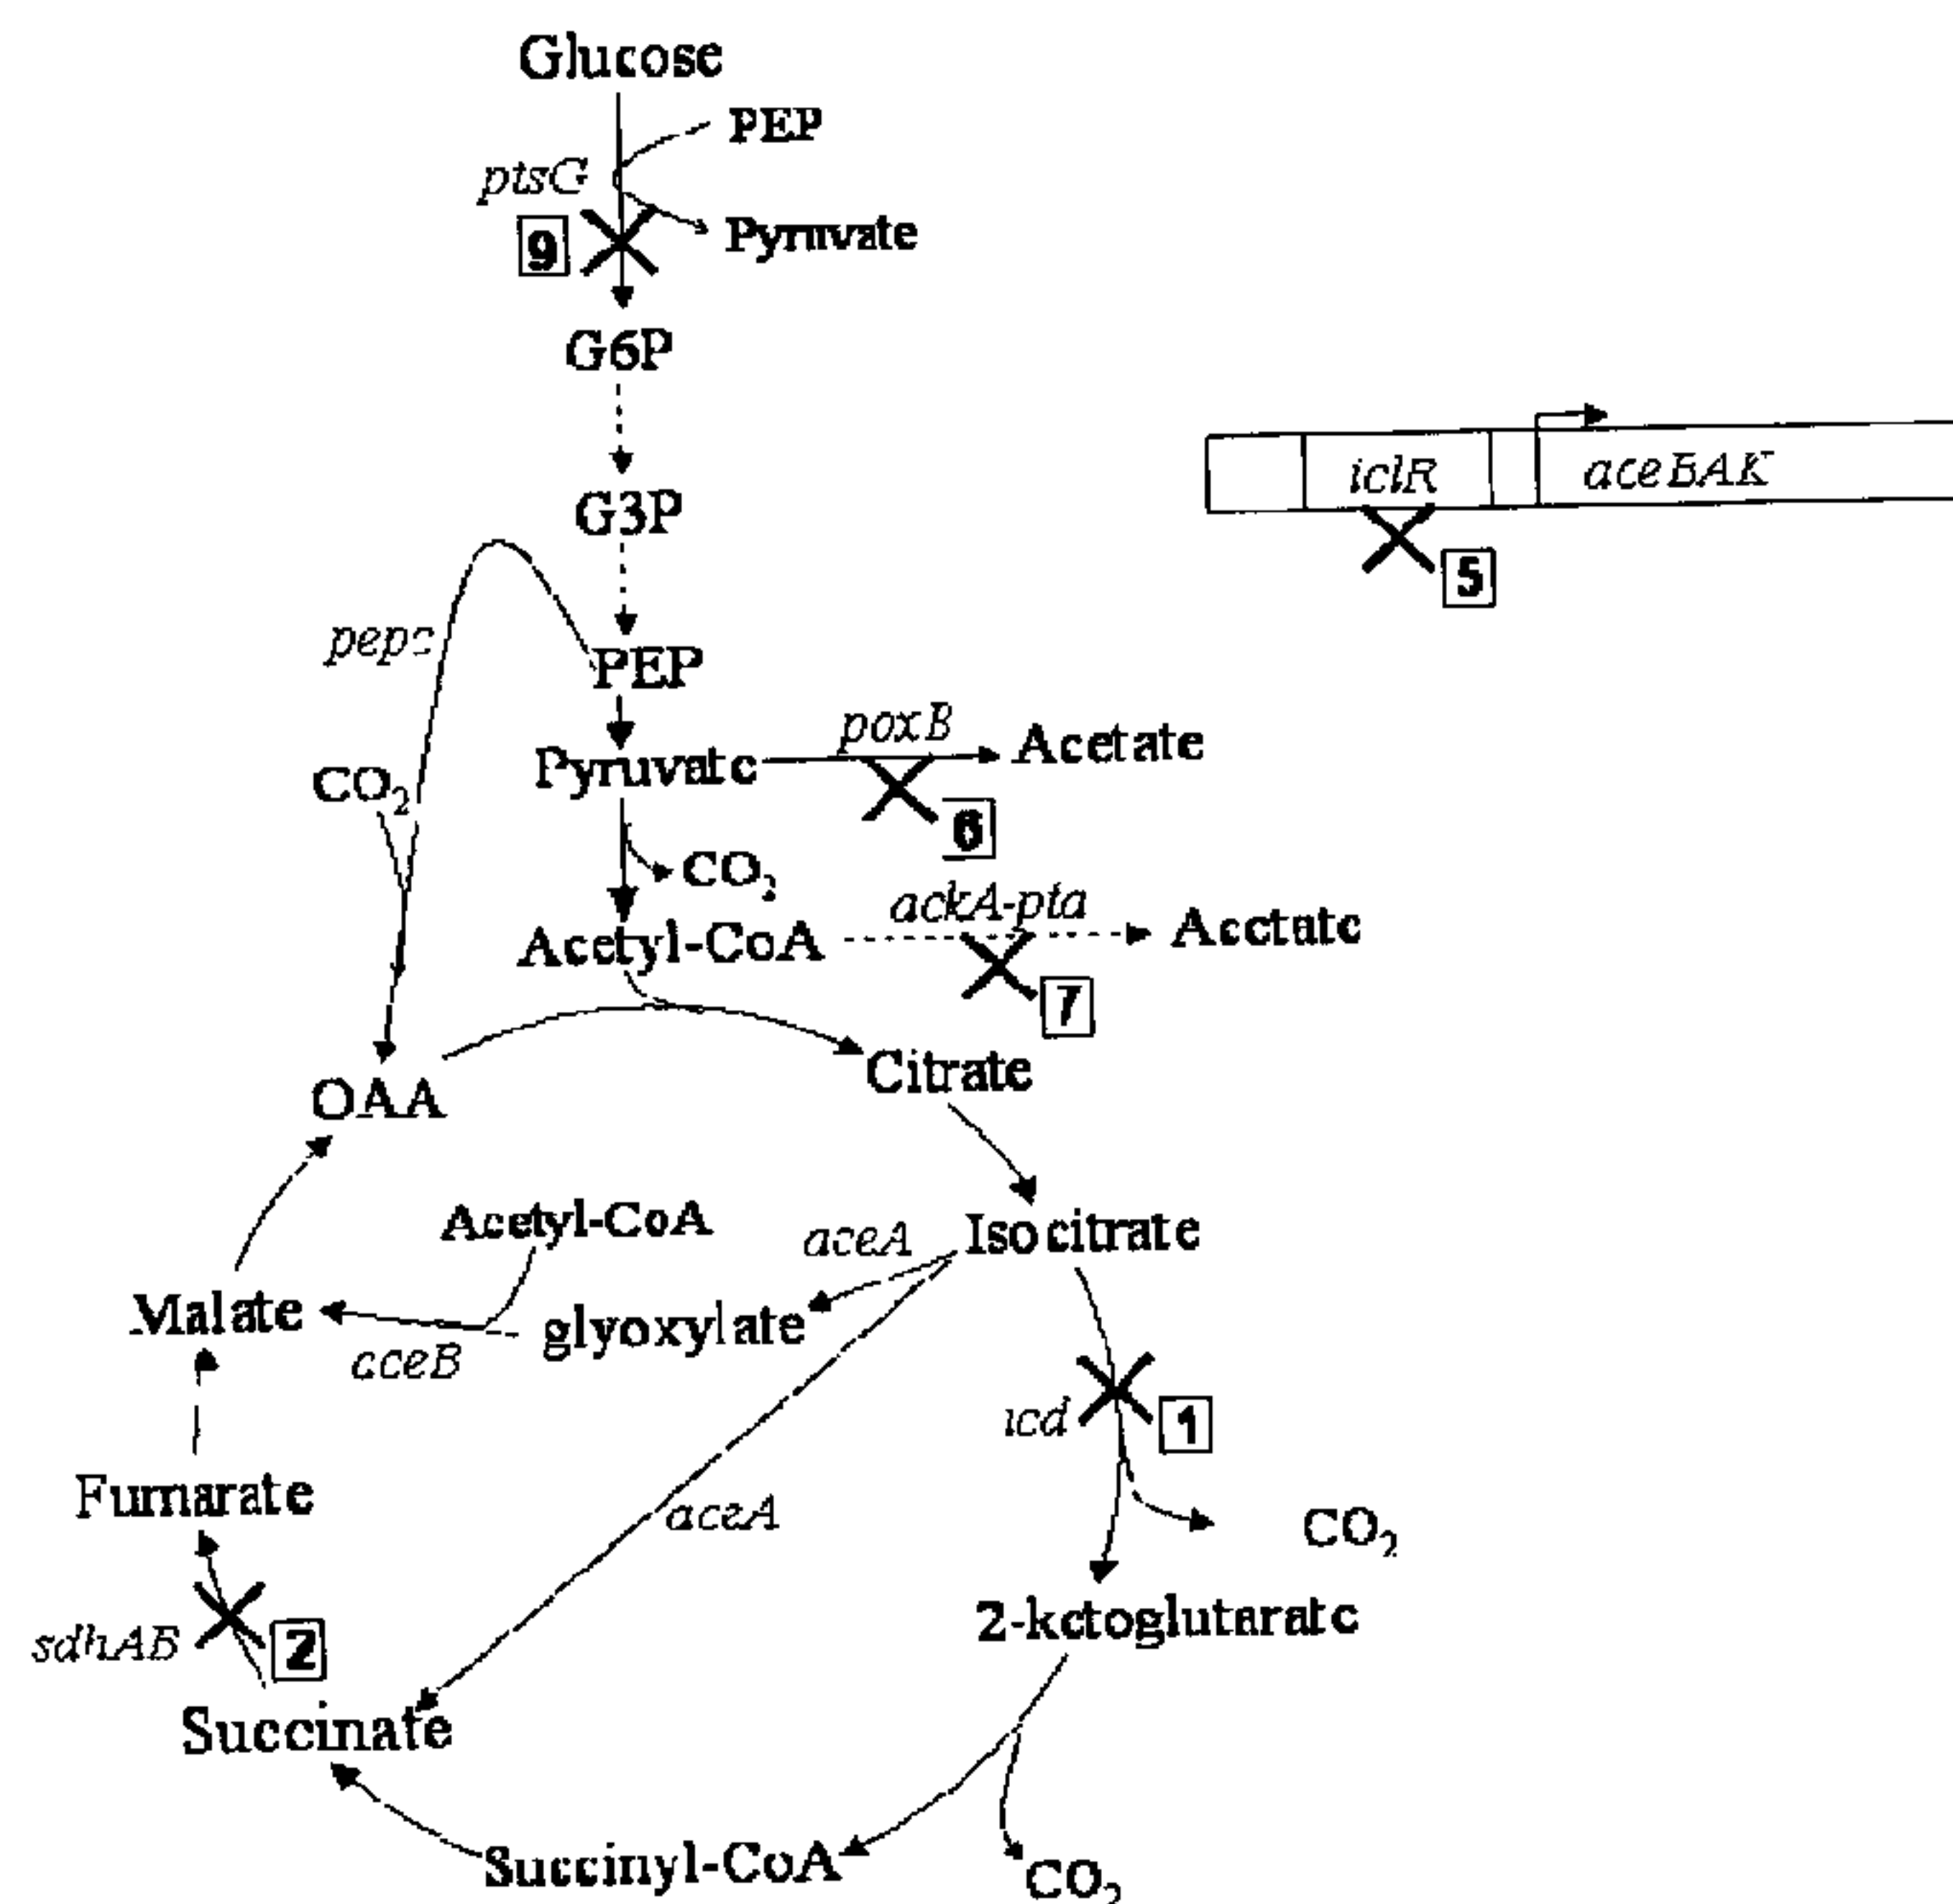 Glucose
PEP
ptsG
9
Pyruvate
G6P
iclR
aceBAK
G3P
5
pepc
PEP
poxB
Acetate
Pyruvate
CO2
6
CO2
ackA-pta
Acetyl-CoA
Acetate
7
Citrate
OAA
Acetyl-CoA
aceA
Isocitrate
Malate
glyoxylate
aceB
icd
1
Fumarate
aceA
CO2
2-ketoglutarate
sdhAB
2
Succinate
Succinyl-CoA
CO2